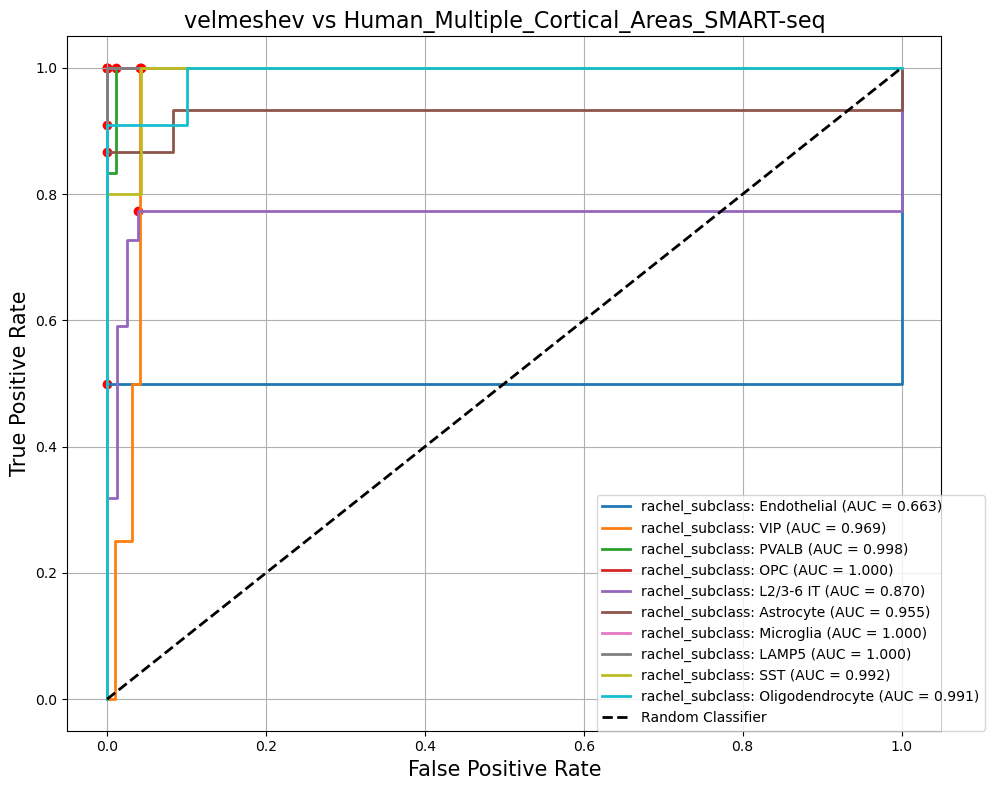 velmeshev vs Human_Multiple_Cortical_Areas_SMART-seq
True Positive Rate
1.0
0.8
0.6
0.4
0.2
0.0
rachel_subclass: Endothelial (AUC = 0.663)
rachel_subclass: VIP (AUC = 0.969)
rachel_subclass: PVALB (AUC = 0.998)
rachel_subclass: OPC (AUC = 1.000)
rachel_subclass: L2/3-6 IT (AUC = 0.870)
rachel_subclass: Astrocyte (AUC = 0.955)
rachel_subclass: Microglia (AUC = 1.000)
rachel_subclass: LAMP5 (AUC = 1.000)
rachel_subclass: SST (AUC = 0.992)
rachel_subclass: Oligodendrocyte (AUC = 0.991)
Random Classifier
0.0 0.2 0.4 0.6 0.8 1.0
False Positive Rate